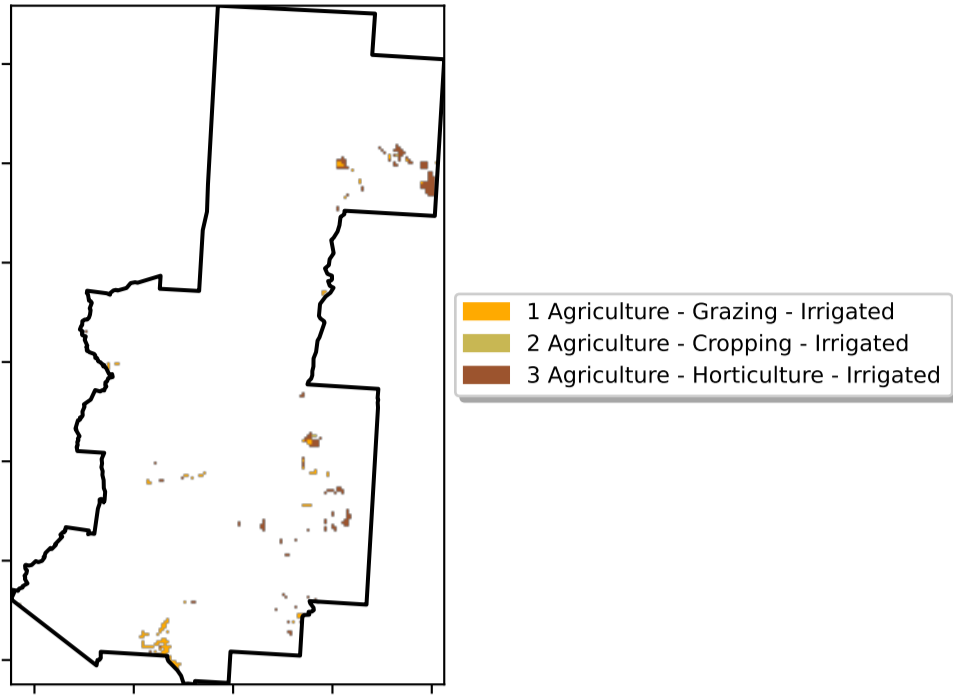 1 Agriculture - Grazing - Irrigated
2 Agriculture - Cropping - Irrigated
3 Agriculture - Horticulture - Irrigated